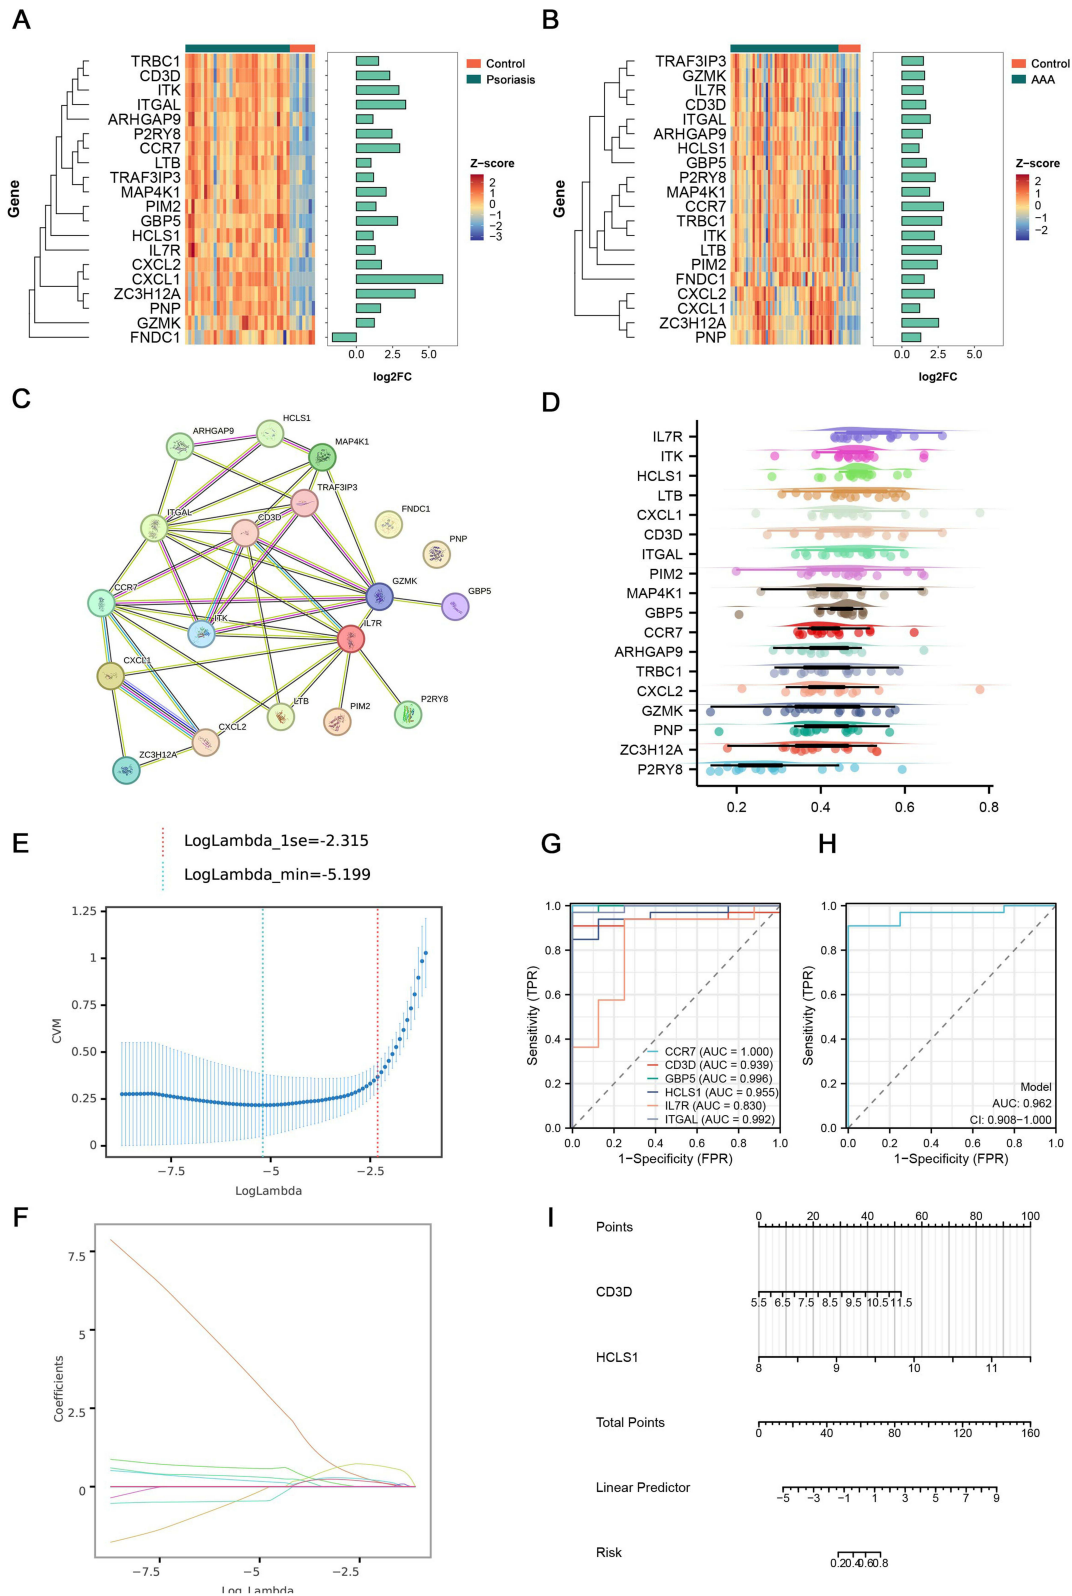 A
Control
Psoriasis
Gene
TRBC1
CD3D
ITK
ITGAL
ARHGAP9
P2RY8
CCR7
LTB
TRAF3IP3
MAP4K1
PIM2
GBP5
HCLS1
IL7R
CXCL2
CXCL1
ZC3H12A
PNP
GZMK
FNDC1
Z−score
2
1
0
−1
−2
−3
0.0 2.5 5.0
log2FC
B
Control
AAA
Gene
TRAF3IP3
GZMK
IL7R
CD3D
ITGAL
ARHGAP9
HCLS1
GBP5
P2RY8
MAP4K1
CCR7
TRBC1
ITK
LTB
PIM2
FNDC1
CXCL2
CXCL1
ZC3H12A
PNP
Z−score
2
1
0
−1
−2
0.0 2.5 5.0
log2FC
C
HCLS1
ARHGAP9
MAP4K1
TRAF3IP3
ITGAL
CD3D
FNDC1
PNP
GZMK
CCR7
GBP5
ITK
IL7R
CXCL1
LTB
PIM2
P2RY8
CXCL2
ZC3H12A
D
IL7R
ITK
HCLS1
LTB
CXCL1
CD3D
ITGAL
PIM2
MAP4K1
GBP5
CCR7
ARHGAP9
TRBC1
CXCL2
GZMK
PNP
ZC3H12A
P2RY8
0.2 0.4 0.6 0.8
E
LogLambda_1se=-2.315
LogLambda_min=-5.199
CVM
1.25
1
0.75
0.50
0.25
0
−7.5 −5 −2.5
LogLambda
F
Coefficients
7.5
5
2.5
0
−7.5 −5 −2.5
Log Lambda
G
Sensitivity (TPR)
1.0
0.8
0.6
0.4
0.2
0.0
CCR7 (AUC = 1.000)
CD3D (AUC = 0.939)
GBP5 (AUC = 0.996)
HCLS1 (AUC = 0.955)
IL7R (AUC = 0.830)
ITGAL (AUC = 0.992)
0.0 0.2 0.4 0.6 0.8 1.0
1−Specificity (FPR)
H
Sensitivity (TPR)
1.0
0.8
0.6
0.4
0.2
0.0
Model
AUC: 0.962
CI: 0.908−1.000
0.0 0.2 0.4 0.6 0.8 1.0
1−Specificity (FPR)
I
Points
0 20 40 60 80 100
CD3D
5.5 6.5 7.5 8.5 9.5 10.5 11.5
HCLS1
8 9 10 11
Total Points
0 40 80 120 160
Linear Predictor
−5 −3 −1 1 3 5 7 9
Risk
0.2 0.4 0.6 0.8